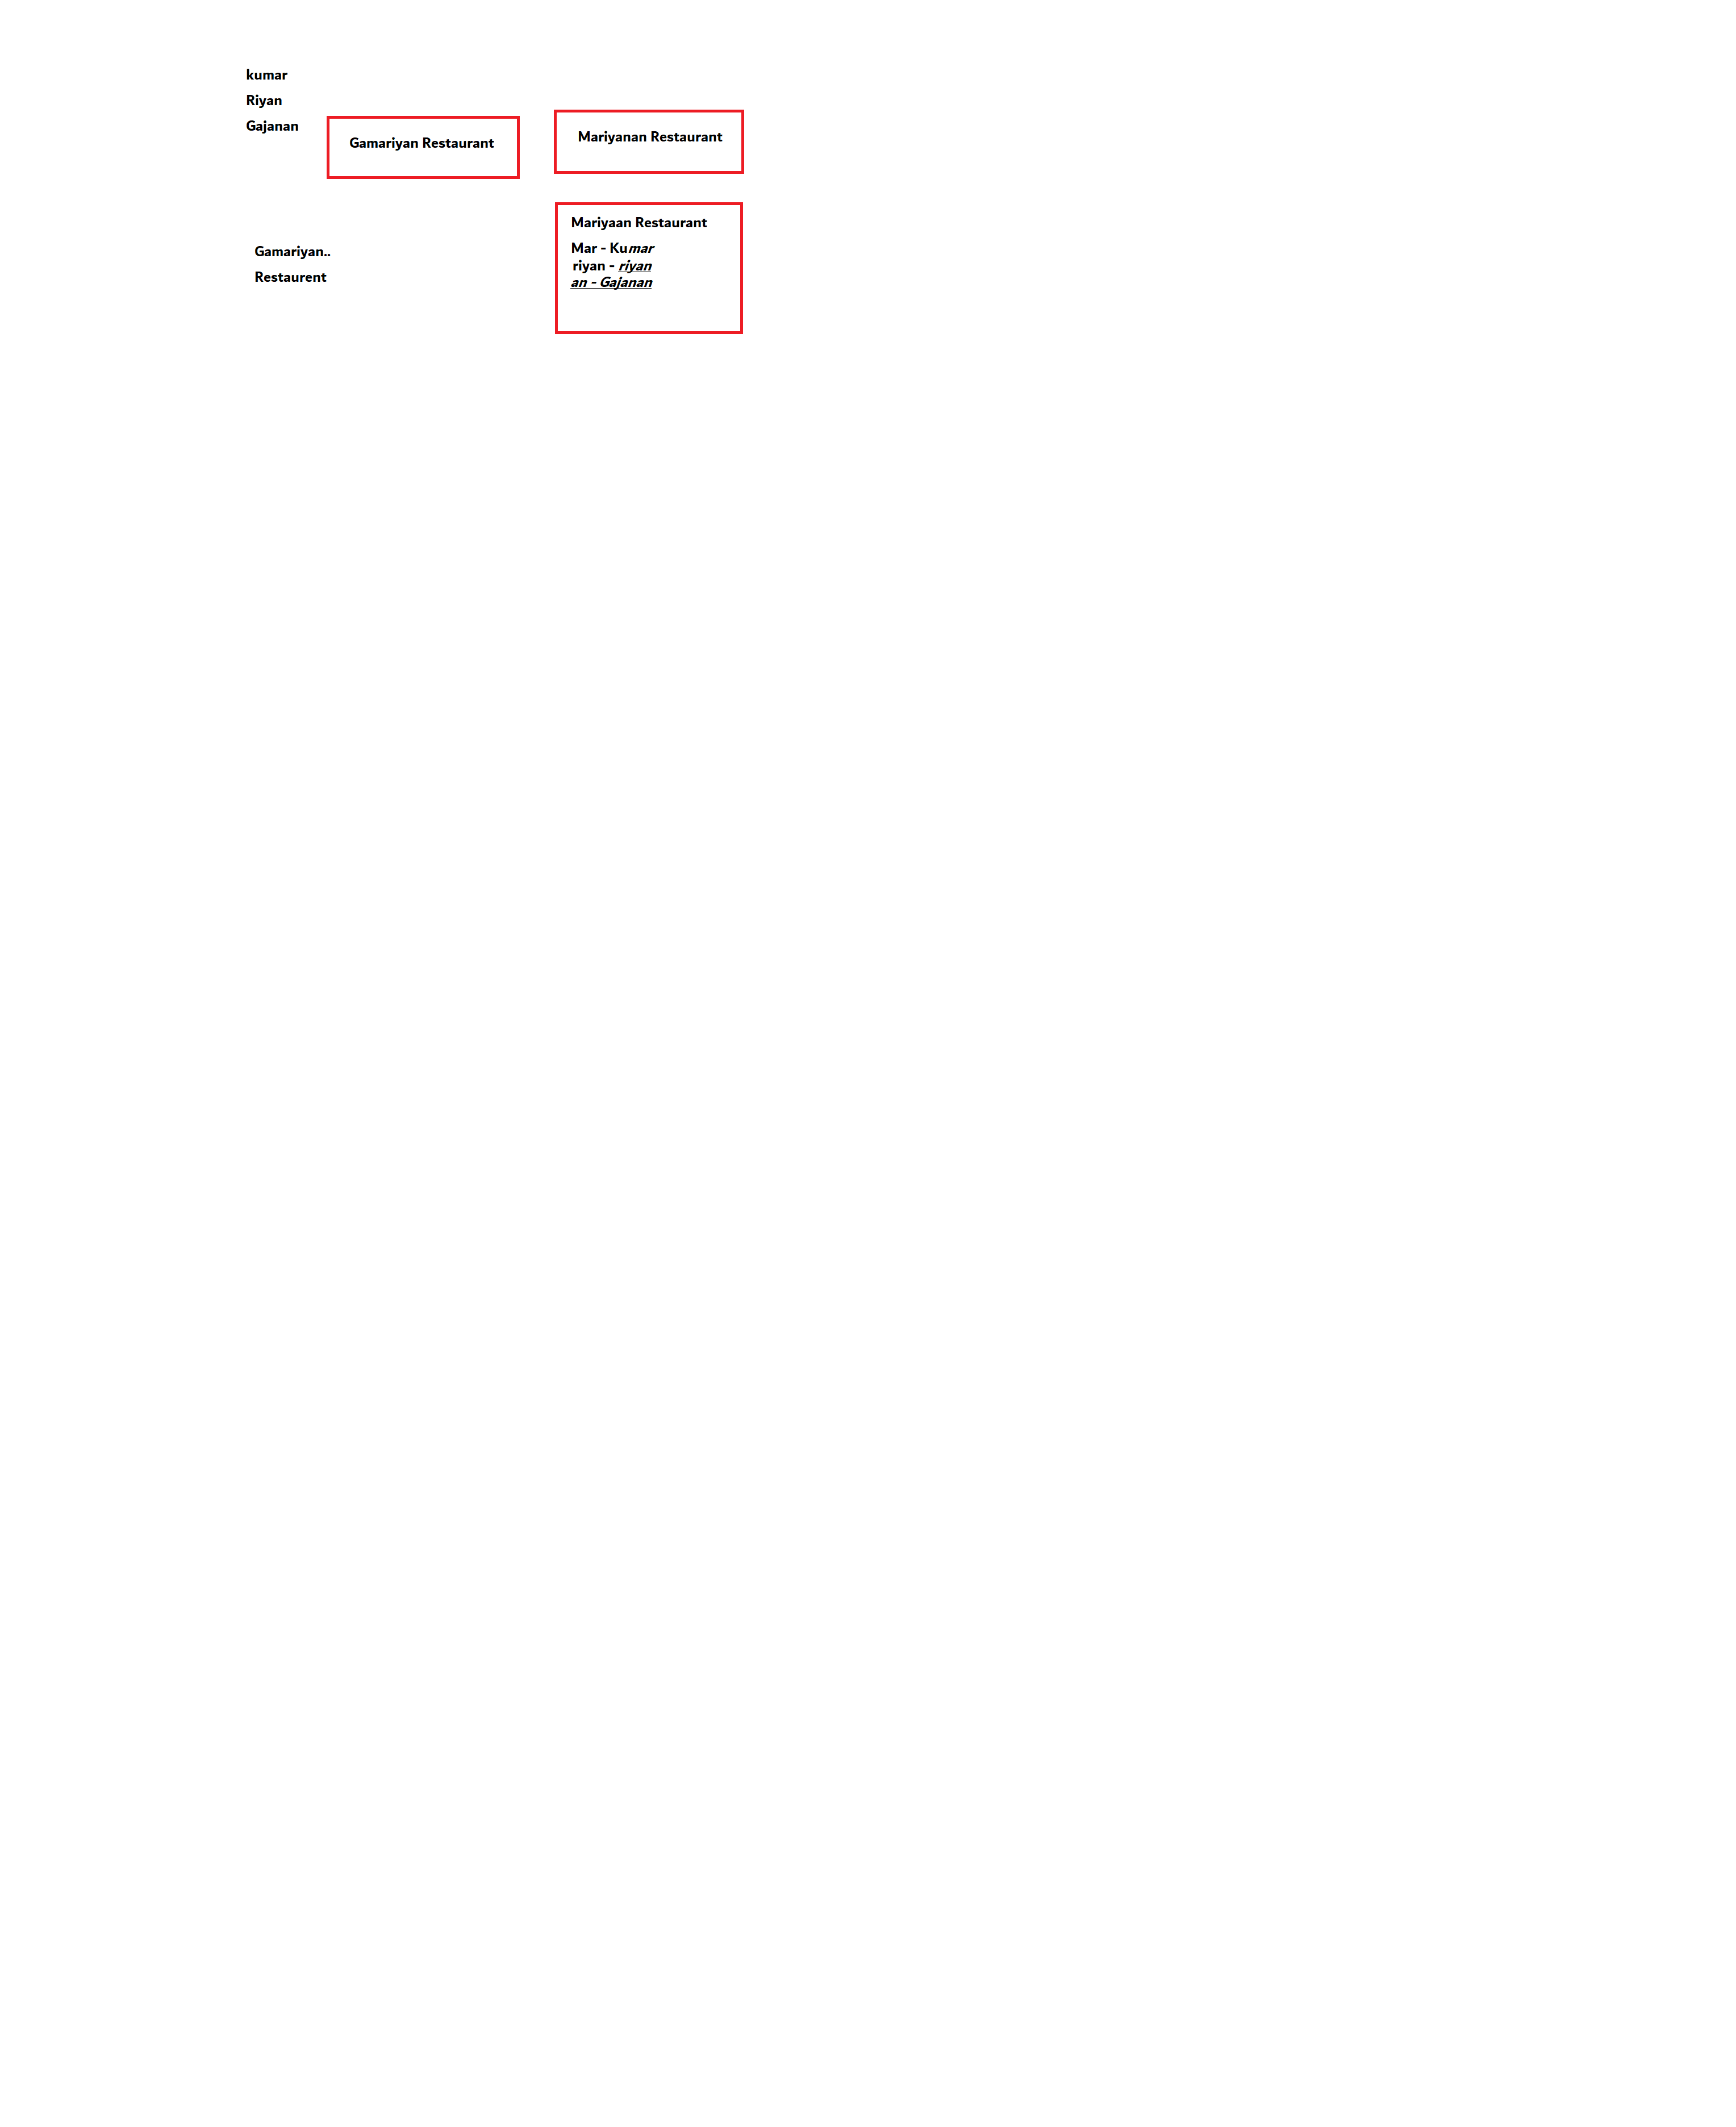 kumar
Riyan
Gajanan
Gamariyan Restaurant
Mariyanan Restaurant
Gamariyan..
Restaurent
Mariyaan Restaurant
Mar - Kumar
riyan - riyan
an - Gajanan